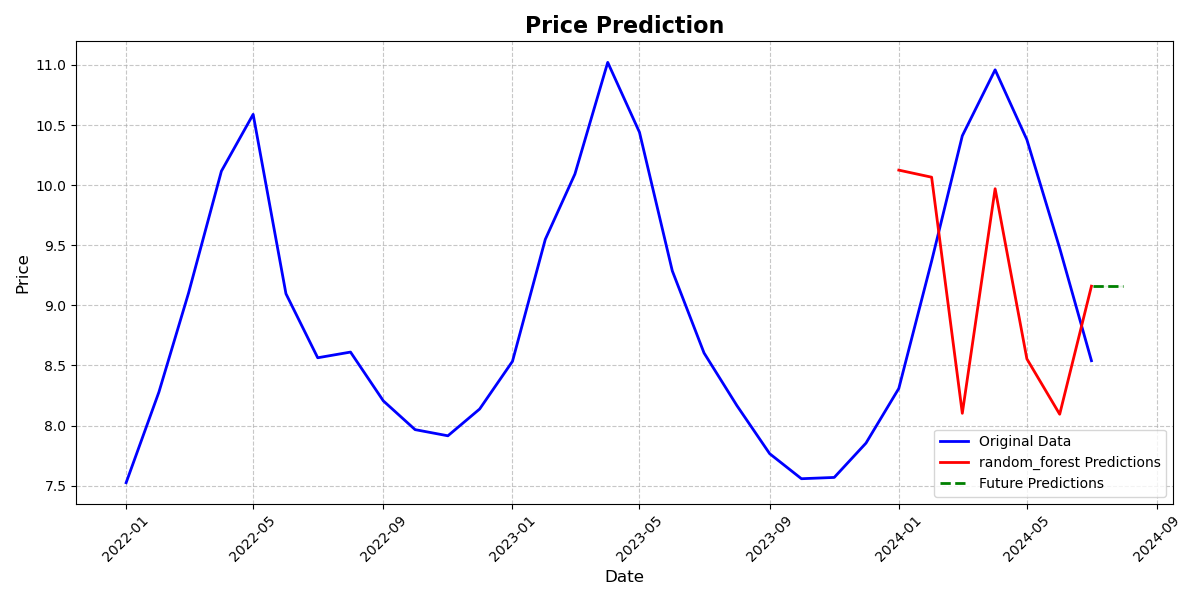 Price Prediction
Price
11.0
10.5
10.0
9.5
9.0
8.5
8.0
7.5
2022-01
2022-05
2022-09
2023-01
2023-05
2023-09
2024-01
2024-05
2024-09
Date
Original Data
random_forest Predictions
Future Predictions